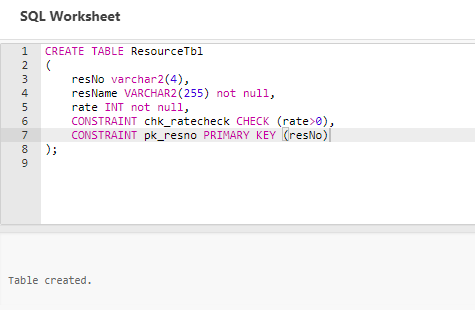 SQL Worksheet
1 CREATE TABLE ResourceTbl
2 (
3 resNo varchar2(4),
4 resName VARCHAR2(255) not null,
5 rate INT not null,
6 CONSTRAINT chk_ratecheck CHECK (rate>0),
7 CONSTRAINT pk_resno PRIMARY KEY (resNo)
8 );
9
Table created.